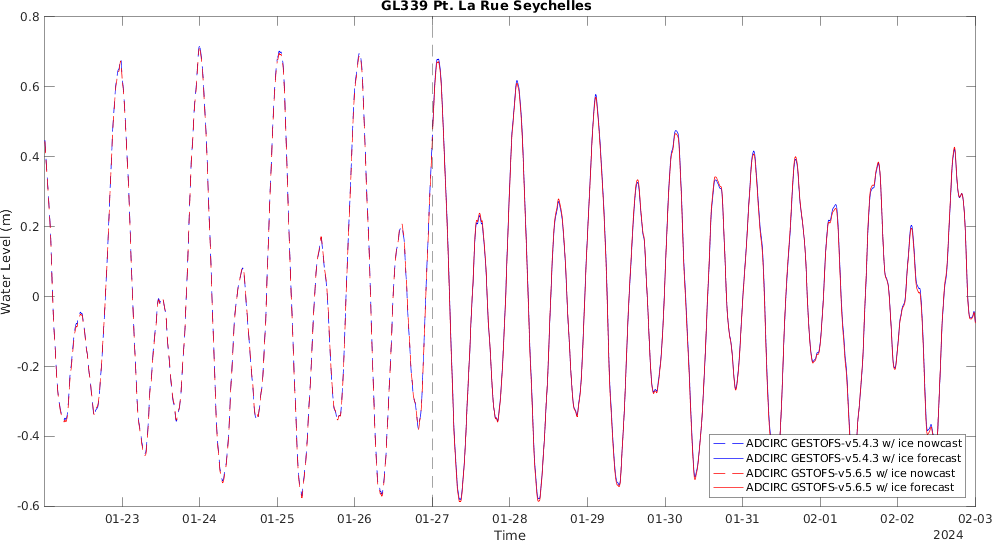 GL339 Pt. La Rue Seychelles
0.8
0.6
0.4
0.2
0
-0.2
-0.4
-0.6
Water Level (m)
ADCIRC GESTOFS-v5.4.3 w/ ice nowcast
ADCIRC GESTOFS-v5.4.3 w/ ice forecast
ADCIRC GSTOFS-v5.6.5 w/ ice nowcast
ADCIRC GSTOFS-v5.6.5 w/ ice forecast
01-23 01-24 01-25 01-26 01-27 01-28 01-29 01-30 01-31 02-01 02-02 02-03
Time
2024